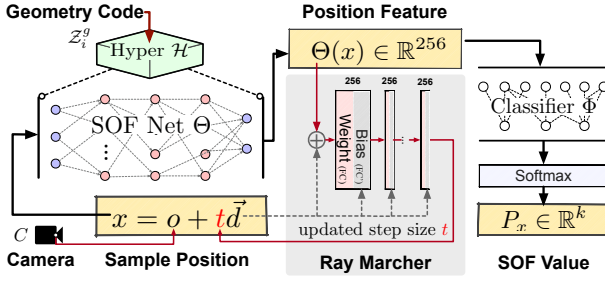 Geometry Code
Position Feature
Z_i^g
Hyper H
Θ(x) ∈ ℝ^256
SOF Net Θ
Classifier Φ
256 256 256
Weight (FC)
Bias (FC)
Softmax
x = o + td⃗
updated step size t
P_x ∈ ℝ^k
C
Camera
Sample Position
Ray Marcher
SOF Value